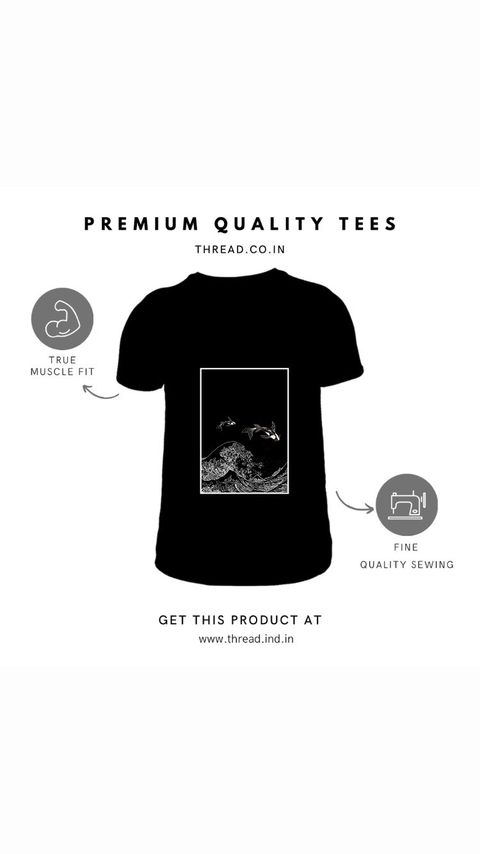 PREMIUM QUALITY TEES
THREAD.CO.IN
TRUE
MUSCLE FIT
FINE
QUALITY SEWING
GET THIS PRODUCT AT
www.thread.ind.in